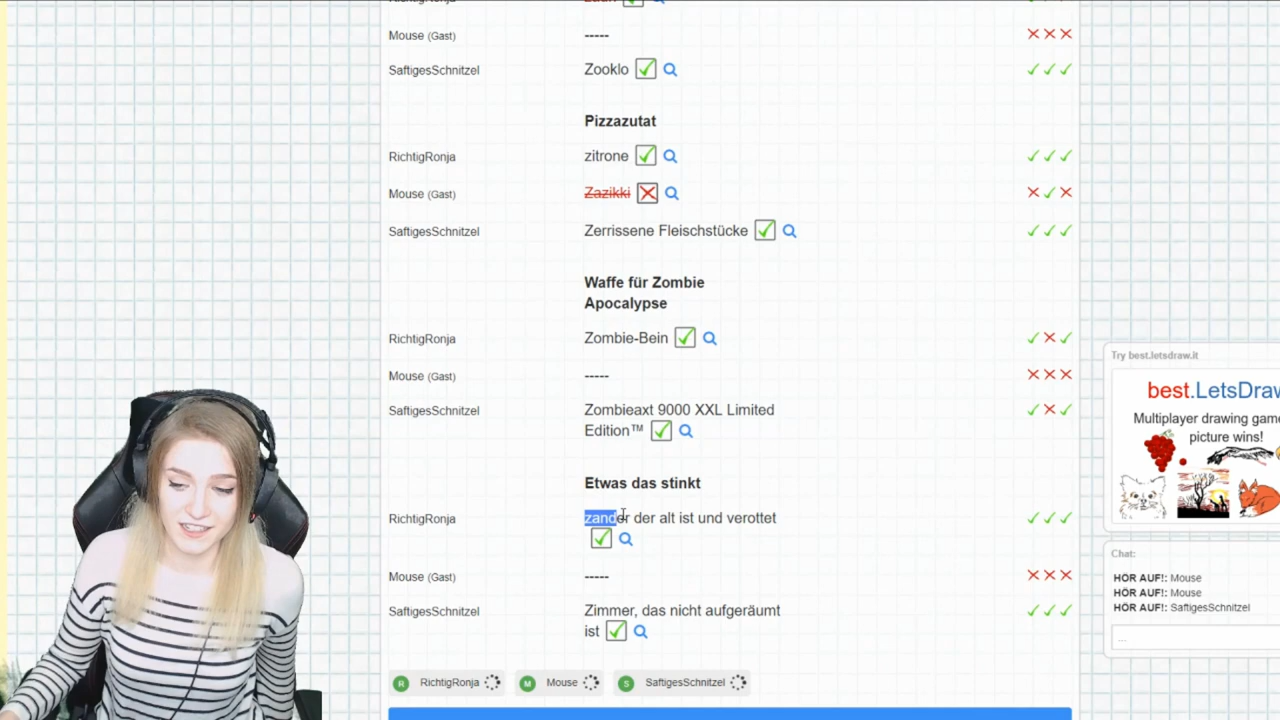 Mouse (Gast) -----
SaftigesSchnitzel Zooklo
Pizzazutat
RichtigRonja zitrone
Mouse (Gast) Zazikki
SaftigesSchnitzel Zerrissene Fleischstücke
Waffe für Zombie
Apocalypse
RichtigRonja Zombie-Bein
Mouse (Gast) -----
SaftigesSchnitzel Zombieaxt 9000 XXL Limited
Edition™
Etwas das stinkt
RichtigRonja zander der alt ist und verottet
Mouse (Gast) -----
SaftigesSchnitzel Zimmer, das nicht aufgeräumt
ist
R RichtigRonja M Mouse S SaftigesSchnitzel
Try best.letsdraw.it
best.LetsDraw
Multiplayer drawing game
picture wins!
Chat:
HÖR AUF!: Mouse
HÖR AUF!: Mouse
HÖR AUF!: SaftigesSchnitzel
...